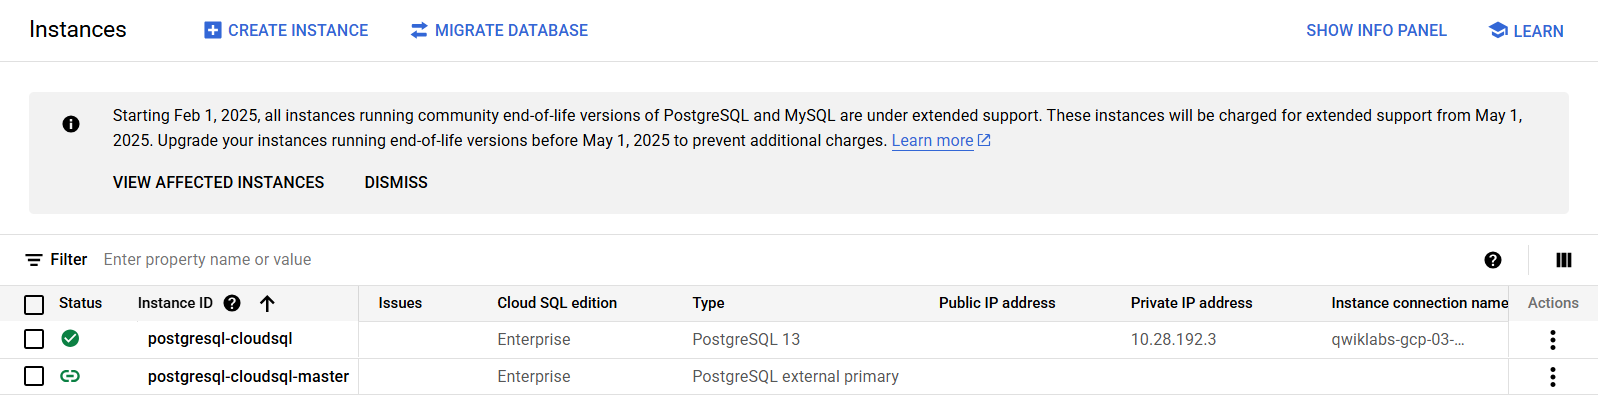 Instances CREATE INSTANCE MIGRATE DATABASE SHOW INFO PANEL LEARN
Starting Feb 1, 2025, all instances running community end-of-life versions of PostgreSQL and MySQL are under extended support. These instances will be charged for extended support from May 1,
2025. Upgrade your instances running end-of-life versions before May 1, 2025 to prevent additional charges. Learn more
VIEW AFFECTED INSTANCES DISMISS
Filter Enter property name or value
Status Instance ID Issues Cloud SQL edition Type Public IP address Private IP address Instance connection name Actions
postgresql-cloudsql Enterprise PostgreSQL 13 10.28.192.3 qwiklabs-gcp-03-...
postgresql-cloudsql-master Enterprise PostgreSQL external primary